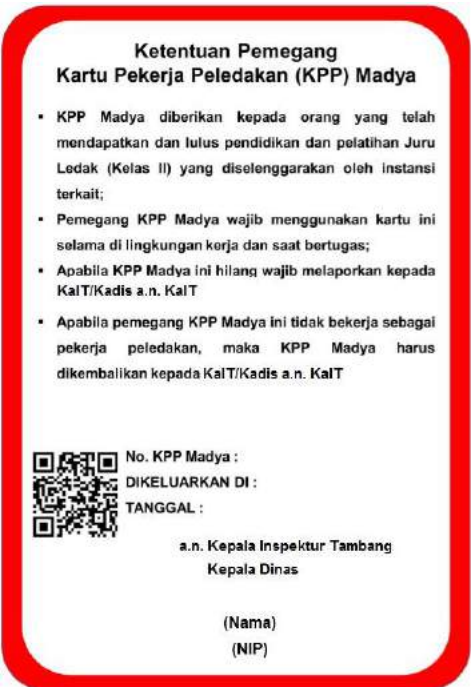 Ketentuan Pemegang
Kartu Pekerja Peledakan (KPP) Madya
▪ KPP Madya diberikan kepada orang yang telah
mendapatkan dan lulus pendidikan dan pelatihan Juru
Ledak (Kelas II) yang diselenggarakan oleh instansi
terkait;
▪ Pemegang KPP Madya wajib menggunakan kartu ini
selama di lingkungan kerja dan saat bertugas;
▪ Apabila KPP Madya ini hilang wajib melaporkan kepada
KaIT/Kadis a.n. KaIT
▪ Apabila pemegang KPP Madya ini tidak bekerja sebagai
pekerja peledakan, maka KPP Madya harus
dikembalikan kepada KaIT/Kadis a.n. KaIT
No. KPP Madya :
DIKELUARKAN DI :
TANGGAL :
a.n. Kepala Inspektur Tambang
Kepala Dinas
(Nama)
(NIP)